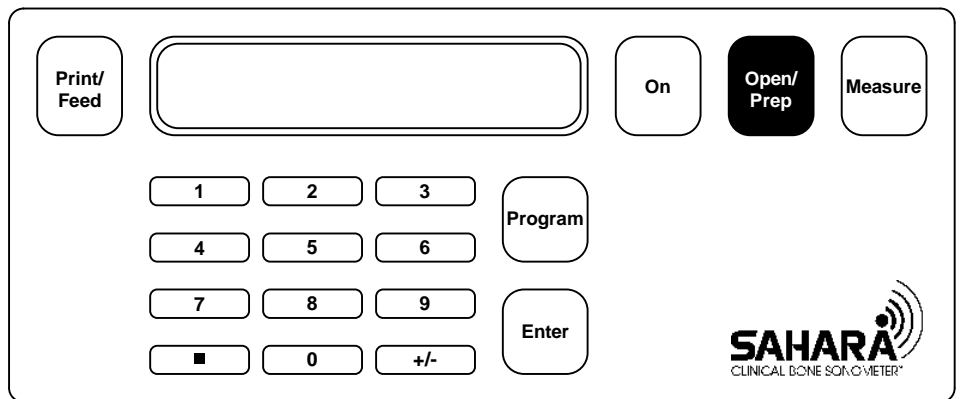 Print/
Feed
On
Open/
Prep
Measure
1 2 3
Program
4 5 6
7 8 9
Enter
■ 0 +/-
SAHARA
CLINICAL BONE SONOMETER™